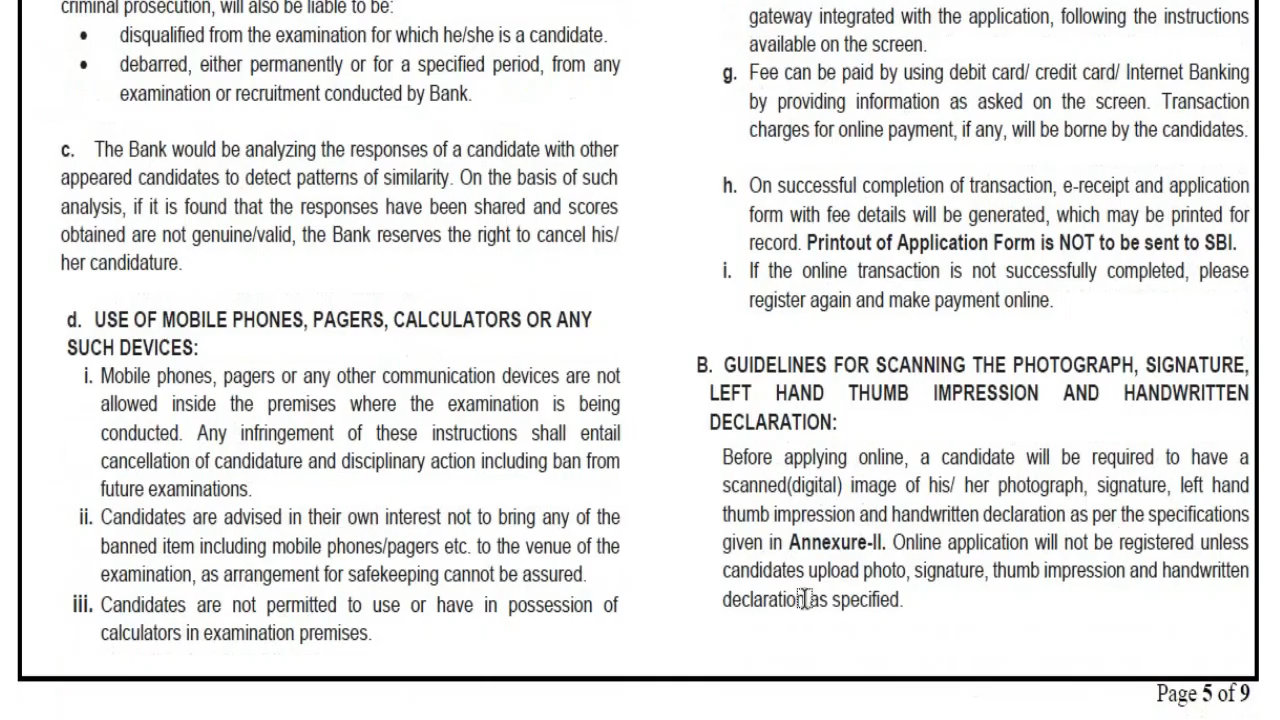 criminal prosecution, will also be liable to be:
• disqualified from the examination for which he/she is a candidate.
• debarred, either permanently or for a specified period, from any
examination or recruitment conducted by Bank.
c. The Bank would be analyzing the responses of a candidate with other
appeared candidates to detect patterns of similarity. On the basis of such
analysis, if it is found that the responses have been shared and scores
obtained are not genuine/valid, the Bank reserves the right to cancel his/
her candidature.
d. USE OF MOBILE PHONES, PAGERS, CALCULATORS OR ANY
SUCH DEVICES:
i. Mobile phones, pagers or any other communication devices are not
allowed inside the premises where the examination is being
conducted. Any infringement of these instructions shall entail
cancellation of candidature and disciplinary action including ban from
future examinations.
ii. Candidates are advised in their own interest not to bring any of the
banned item including mobile phones/pagers etc. to the venue of the
examination, as arrangement for safekeeping cannot be assured.
iii. Candidates are not permitted to use or have in possession of
calculators in examination premises.
gateway integrated with the application, following the instructions
available on the screen.
g. Fee can be paid by using debit card/ credit card/ Internet Banking
by providing information as asked on the screen. Transaction
charges for online payment, if any, will be borne by the candidates.
h. On successful completion of transaction, e-receipt and application
form with fee details will be generated, which may be printed for
record. Printout of Application Form is NOT to be sent to SBI.
i. If the online transaction is not successfully completed, please
register again and make payment online.
B. GUIDELINES FOR SCANNING THE PHOTOGRAPH, SIGNATURE,
LEFT HAND THUMB IMPRESSION AND HANDWRITTEN
DECLARATION:
Before applying online, a candidate will be required to have a
scanned(digital) image of his/ her photograph, signature, left hand
thumb impression and handwritten declaration as per the specifications
given in Annexure-II. Online application will not be registered unless
candidates upload photo, signature, thumb impression and handwritten
declaration as specified.
Page 5 of 9